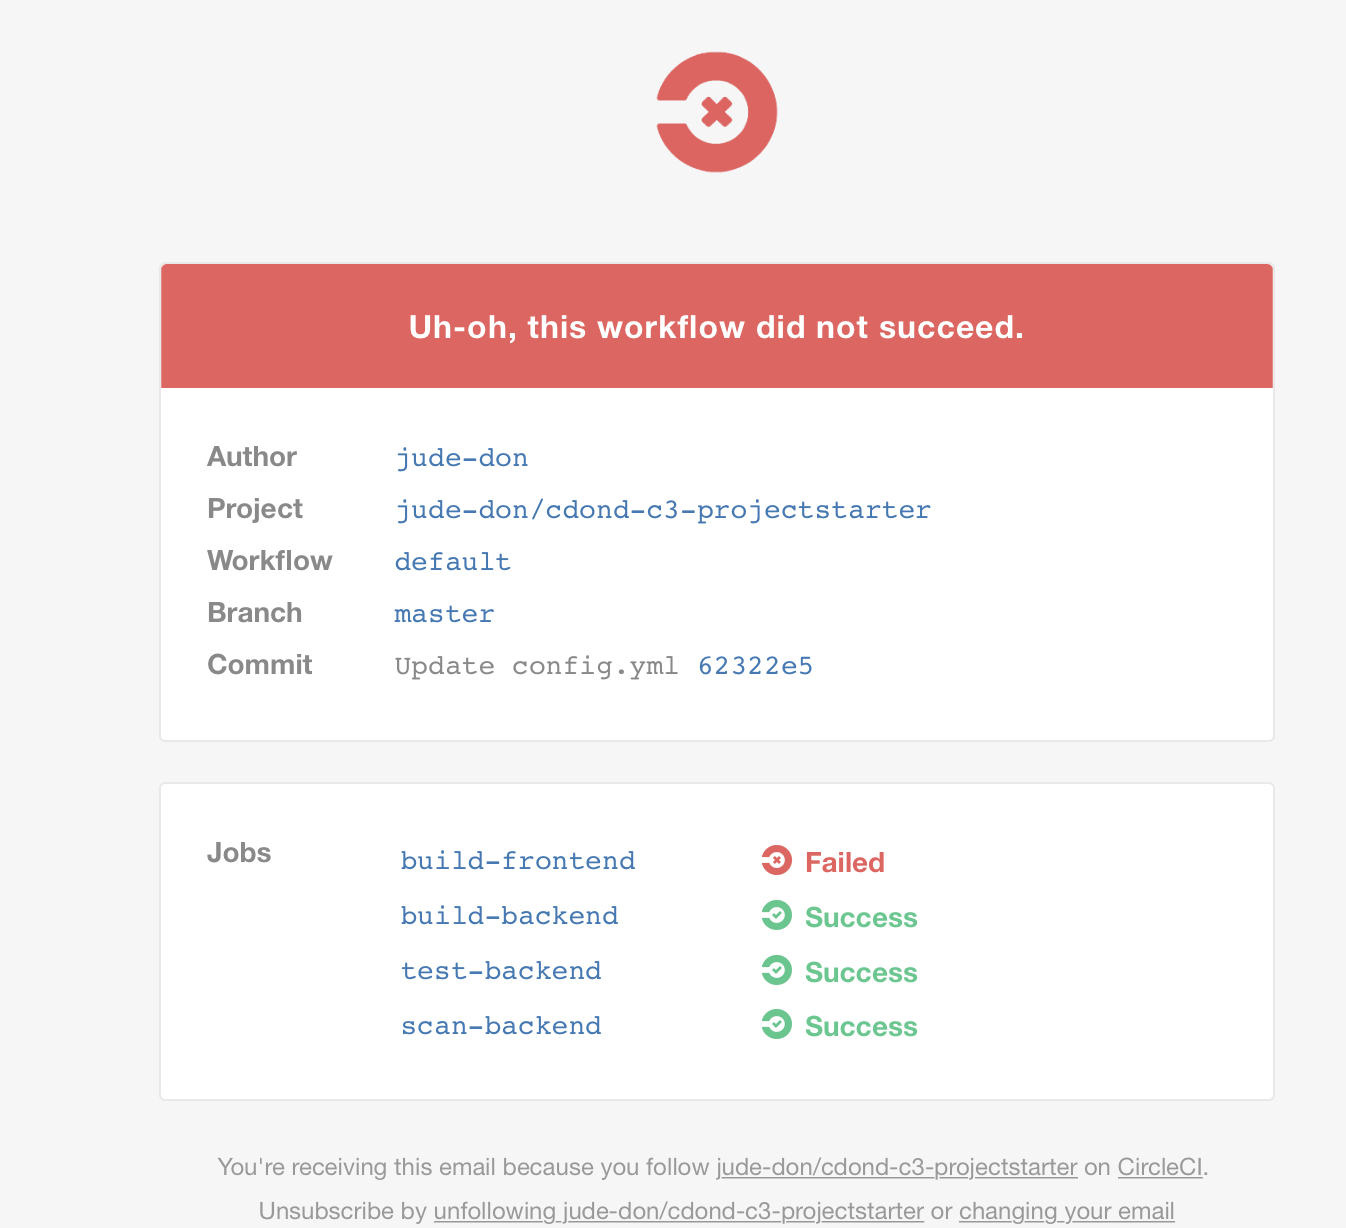 Uh-oh, this workflow did not succeed.
Author jude-don
Project jude-don/cdond-c3-projectstarter
Workflow default
Branch master
Commit Update config.yml 62322e5
Jobs build-frontend Failed
build-backend Success
test-backend Success
scan-backend Success
You're receiving this email because you follow jude-don/cdond-c3-projectstarter on CircleCI.
Unsubscribe by unfollowing jude-don/cdond-c3-projectstarter or changing your email